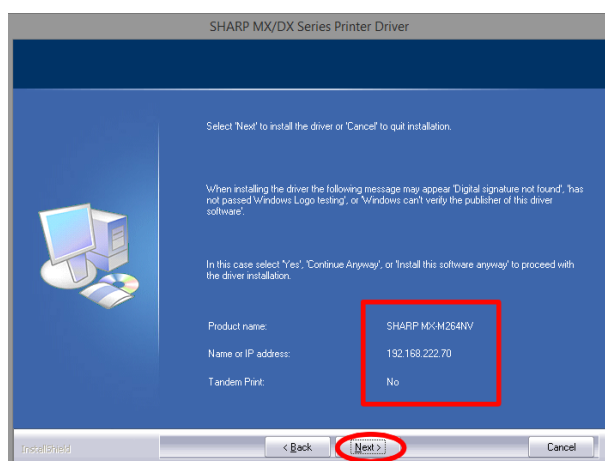 SHARP MX/DX Series Printer Driver
Select 'Next' to install the driver or 'Cancel' to quit installation.
When installing the driver the following message may appear 'Digital signature not found', 'has
not passed Windows Logo testing', or 'Windows can't verify the publisher of this driver
software'.
In this case select 'Yes', 'Continue Anyway', or 'Install this software anyway' to proceed with
the driver installation.
Product name: SHARP MX-M264NV
Name or IP address: 192.168.222.70
Tandem Print: No
InstallShield
< Back Next > Cancel